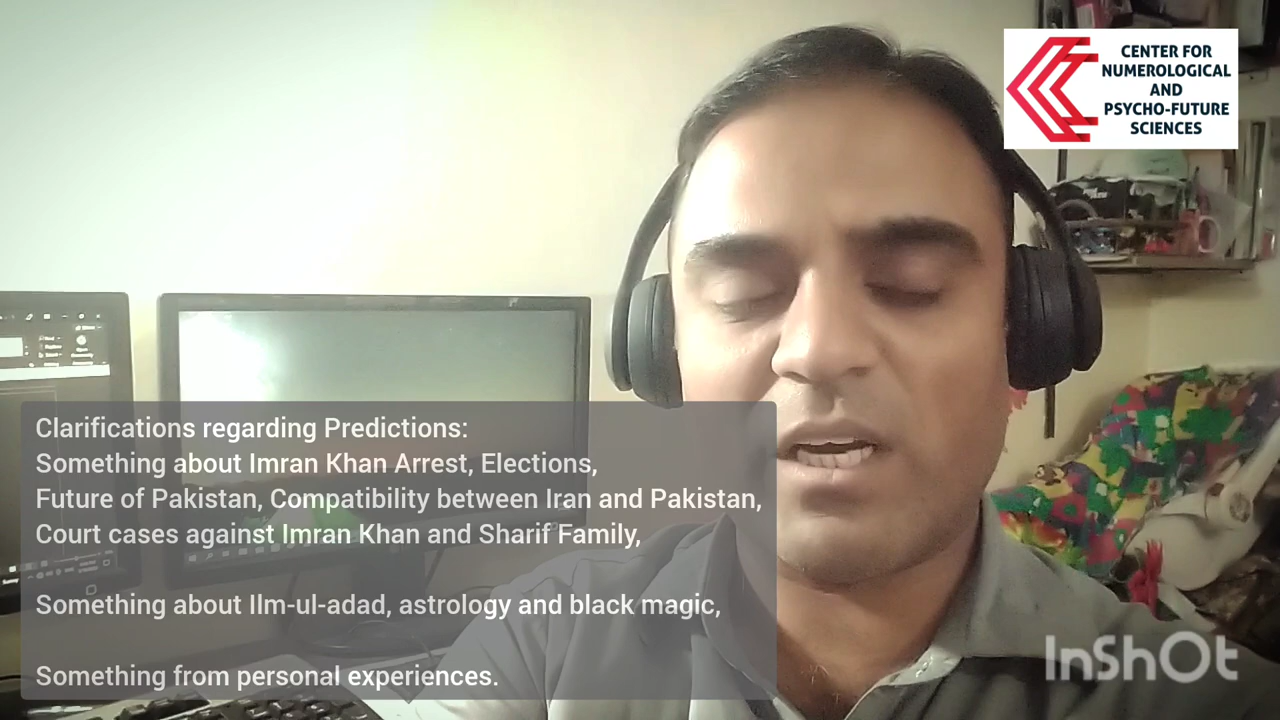 CENTER FOR
NUMEROLOGICAL
AND
PSYCHO-FUTURE
SCIENCES
Clarifications regarding Predictions:
Something about Imran Khan Arrest, Elections,
Future of Pakistan, Compatibility between Iran and Pakistan,
Court cases against Imran Khan and Sharif Family,
Something about Ilm-ul-adad, astrology and black magic,
Something from personal experiences.
InShOt